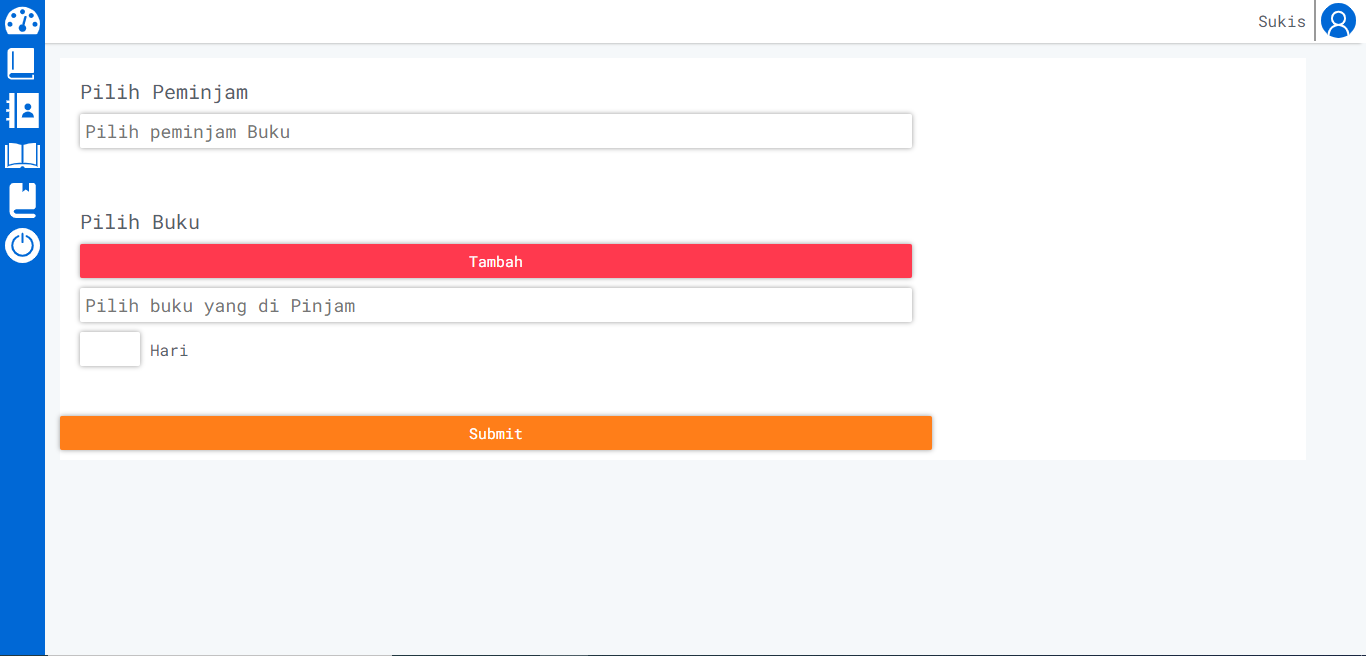 Sukis
Pilih Peminjam
Pilih peminjam Buku
Pilih Buku
Tambah
Pilih buku yang di Pinjam
Hari
Submit